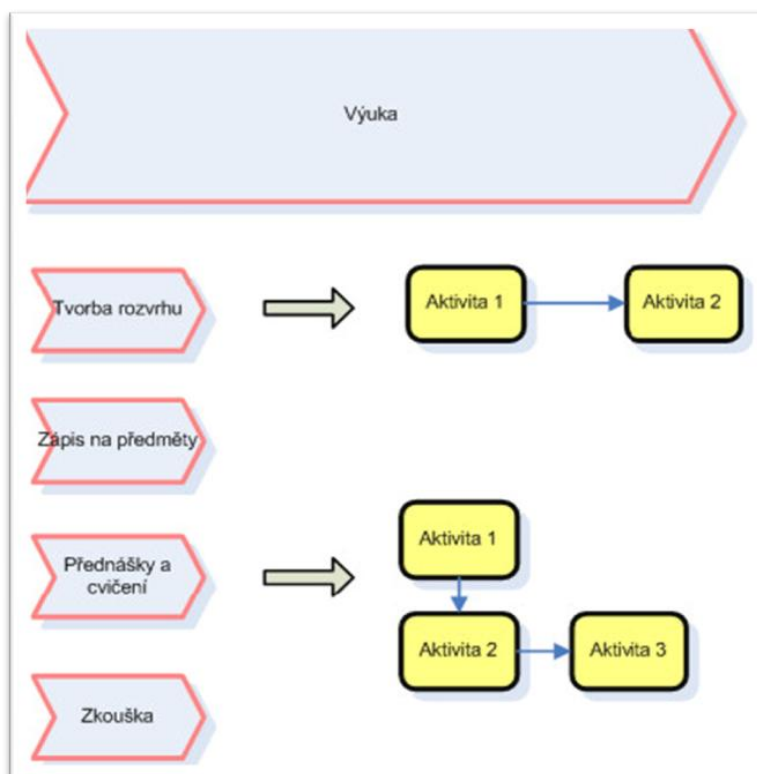 Výuka
Tvorba rozvrhu
Aktivita 1
Aktivita 2
Zápis na předměty
Přednášky a
cvičení
Aktivita 1
Aktivita 2
Aktivita 3
Zkouška